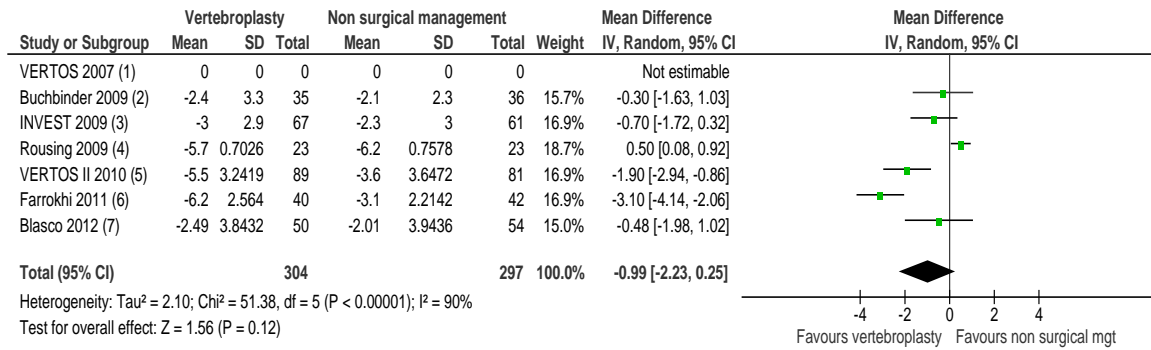 Vertebroplasty Non surgical management Mean Difference Mean Difference
Study or Subgroup Mean SD Total Mean SD Total Weight IV, Random, 95% CI IV, Random, 95% CI
VERTOS 2007 (1) 0 0 0 0 0 0 Not estimable
Buchbinder 2009 (2) -2.4 3.3 35 -2.1 2.3 36 15.7% -0.30 [-1.63, 1.03]
INVEST 2009 (3) -3 2.9 67 -2.3 3 61 16.9% -0.70 [-1.72, 0.32]
Rousing 2009 (4) -5.7 0.7026 23 -6.2 0.7578 23 18.7% 0.50 [0.08, 0.92]
VERTOS II 2010 (5) -5.5 3.2419 89 -3.6 3.6472 81 16.9% -1.90 [-2.94, -0.86]
Farrokhi 2011 (6) -6.2 2.564 40 -3.1 2.2142 42 16.9% -3.10 [-4.14, -2.06]
Blasco 2012 (7) -2.49 3.8432 50 -2.01 3.9436 54 15.0% -0.48 [-1.98, 1.02]
Total (95% CI) 304 297 100.0% -0.99 [-2.23, 0.25]
Heterogeneity: Tau² = 2.10; Chi² = 51.38, df = 5 (P < 0.00001); I² = 90%
Test for overall effect: Z = 1.56 (P = 0.12)
-4 -2 0 2 4
Favours vertebroplasty Favours non surgical mgt